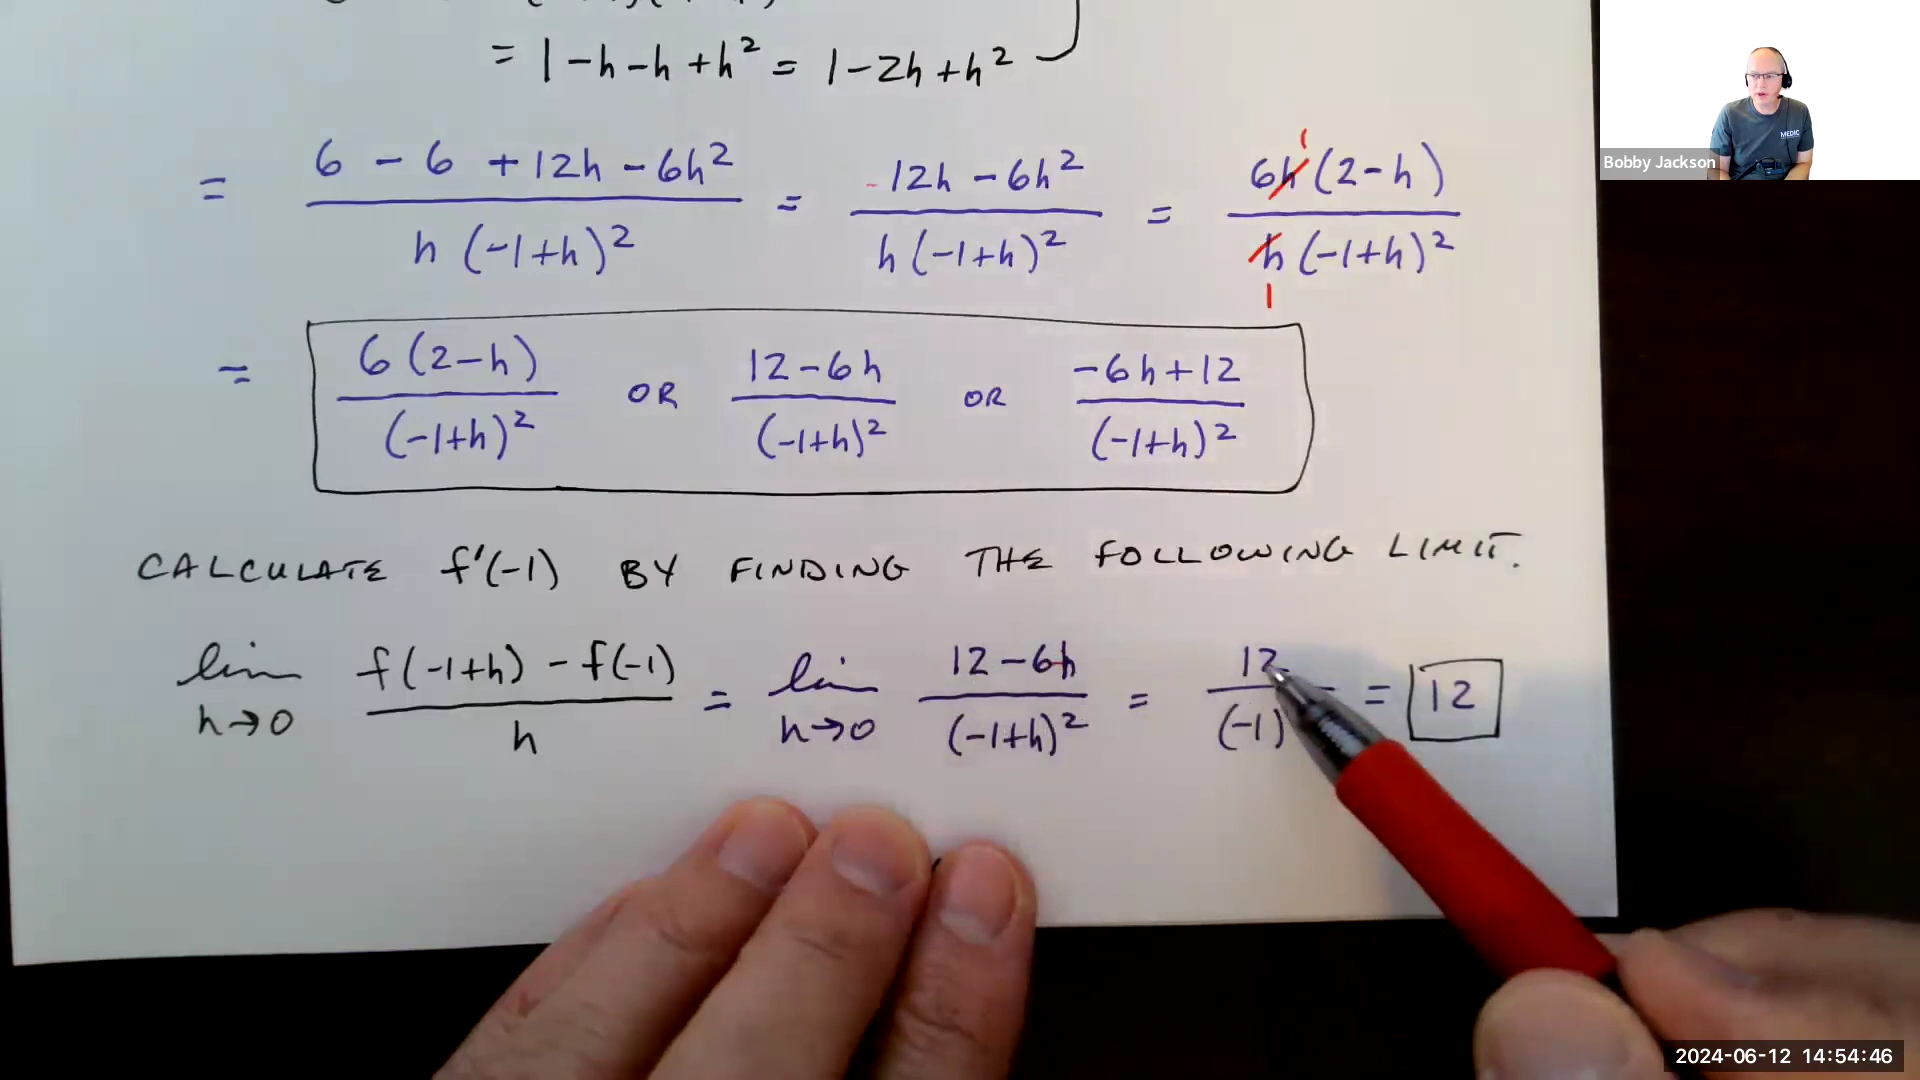 = 1 - h - h + h² = 1 - 2h + h²
= 6 - 6 + 12h - 6h² / h(-1+h)² = 12h - 6h² / h(-1+h)² = 6h(2-h) / h(-1+h)²
1
1
= 6(2-h) / (-1+h)² OR 12-6h / (-1+h)² OR -6h+12 / (-1+h)²
CALCULATE f'(-1) BY FINDING THE FOLLOWING LIMIT.
lim h→0 f(-1+h) - f(-1) / h = lim h→0 12-6h / (-1+h)² = 12 / (-1) = 12
Bobby Jackson
MEDIC
2024-06-12 14:54:46